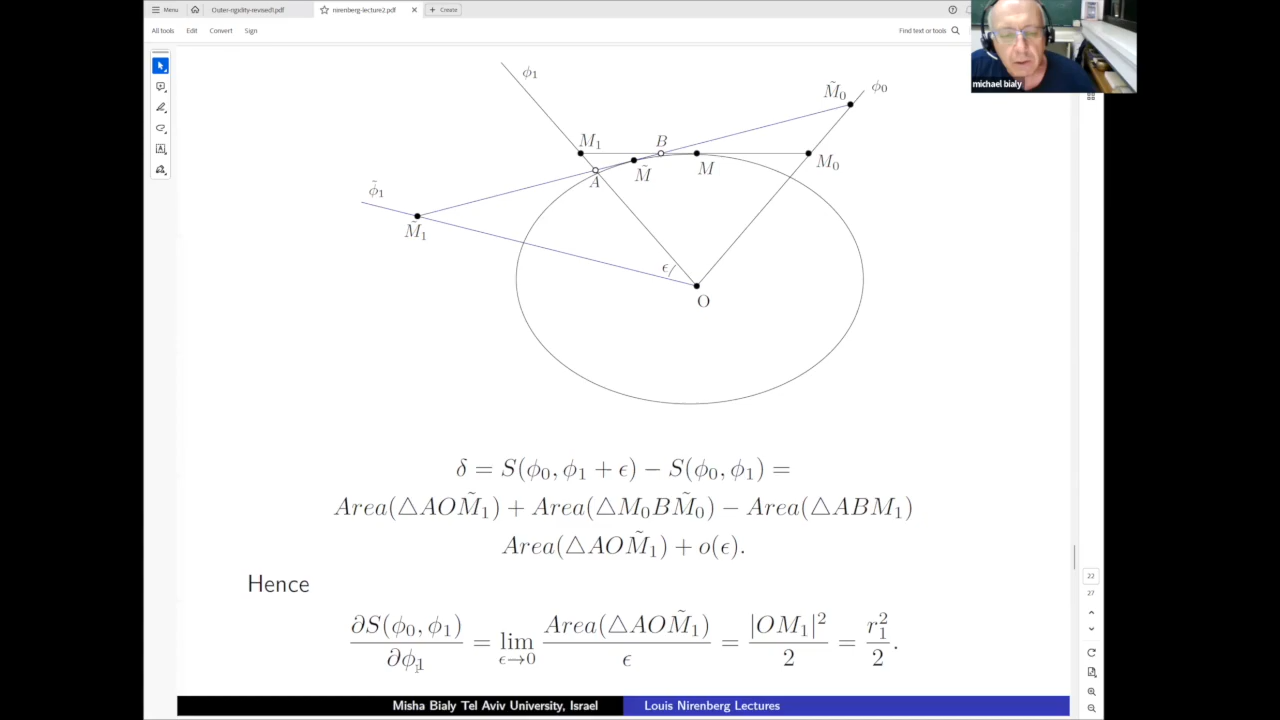 Menu
Outer-rigidity-revised1.pdf
nirenberg-lecture2.pdf
Create
All tools
Edit
Convert
Sign
Find text or tools
michael bialy
ϕ₁
M̃₀
ϕ₀
M₁
B
A
M̃
M
M₀
ϕ̃₁
M̃₁
ϵ
O
δ = S(ϕ₀, ϕ₁ + ϵ) − S(ϕ₀, ϕ₁) =
Area(△AOM̃₁) + Area(△M₀BM̃₀) − Area(△ABM₁)
Area(△AOM̃₁) + o(ϵ).
Hence
∂S(ϕ₀, ϕ₁)/∂ϕ₁ = lim_{ϵ→0} Area(△AOM̃₁)/ϵ = |OM₁|²/2 = r₁²/2.
22
27
Misha Bialy Tel Aviv University, Israel
Louis Nirenberg Lectures